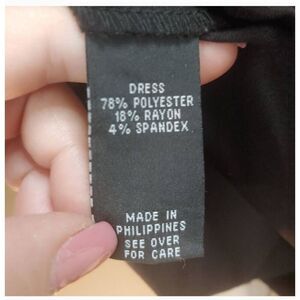 DRESS
78% POLYESTER
18% RAYON
4% SPANDEX
MADE IN
PHILIPPINES
SEE OVER
FOR CARE